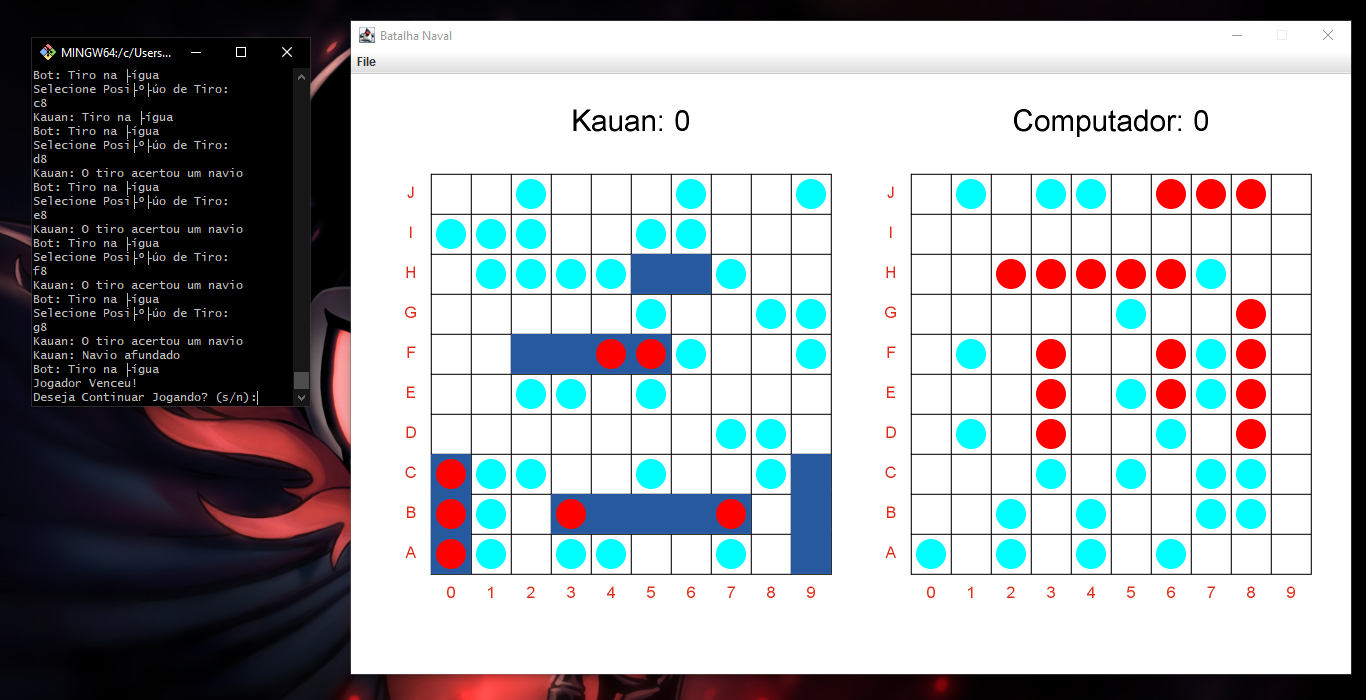 MINGW64:/c/Users...
Bot: Tiro na ├ígua
Selecione Posi├º├úo de Tiro:
c8
Kauan: Tiro na ├ígua
Bot: Tiro na ├ígua
Selecione Posi├º├úo de Tiro:
d8
Kauan: O tiro acertou um navio
Bot: Tiro na ├ígua
Selecione Posi├º├úo de Tiro:
e8
Kauan: O tiro acertou um navio
Bot: Tiro na ├ígua
Selecione Posi├º├úo de Tiro:
f8
Kauan: O tiro acertou um navio
Bot: Tiro na ├ígua
Selecione Posi├º├úo de Tiro:
g8
Kauan: O tiro acertou um navio
Kauan: Navio afundado
Bot: Tiro na ├ígua
Jogador Venceu!
Deseja Continuar Jogando? (s/n):
Batalha Naval
File
Kauan: 0
J
I
H
G
F
E
D
C
B
A
0 1 2 3 4 5 6 7 8 9
Computador: 0
J
I
H
G
F
E
D
C
B
A
0 1 2 3 4 5 6 7 8 9